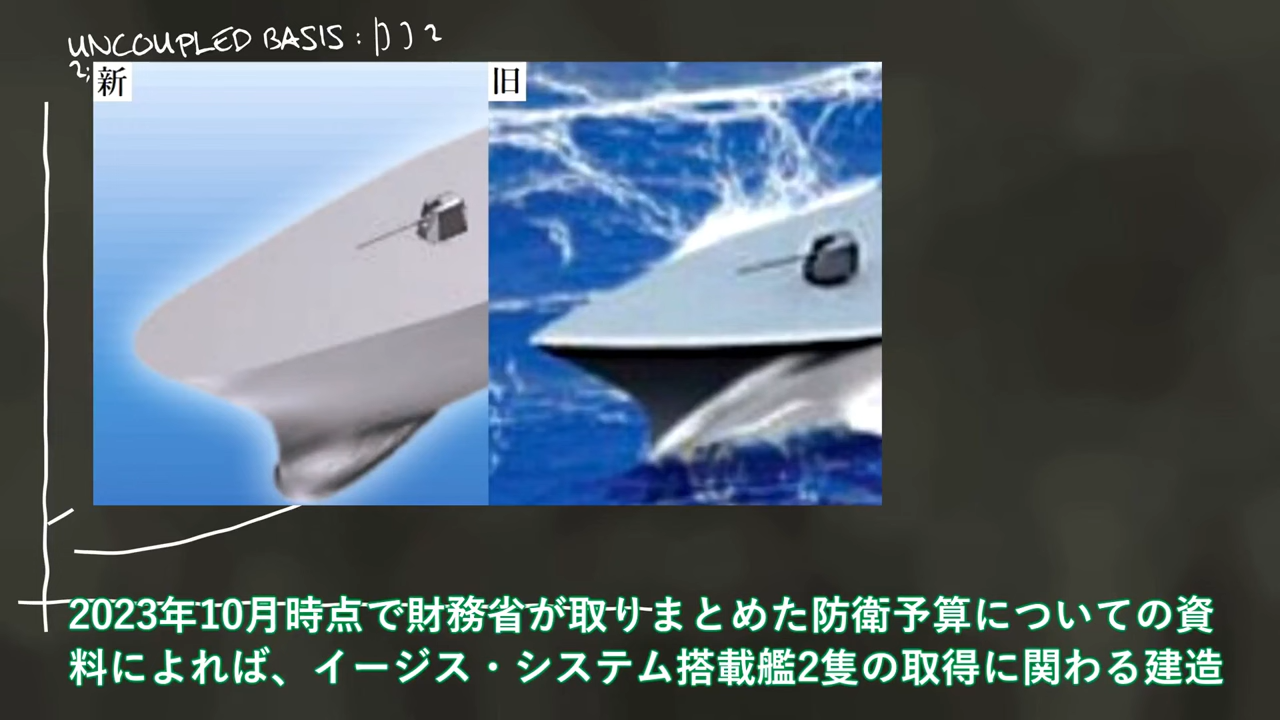 UNCOUPLED BASIS :
新
旧
2023年10月時点で財務省が取りまとめた防衛予算についての資
料によれば、イージス・システム搭載艦2隻の取得に関わる建造